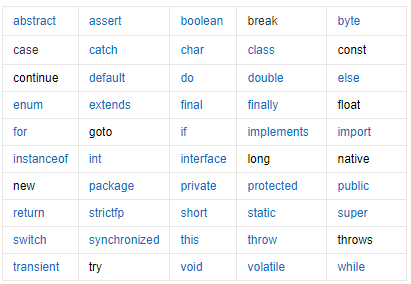 abstract assert boolean break byte
case catch char class const
continue default do double else
enum extends final finally float
for goto if implements import
instanceof int interface long native
new package private protected public
return strictfp short static super
switch synchronized this throw throws
transient try void volatile while